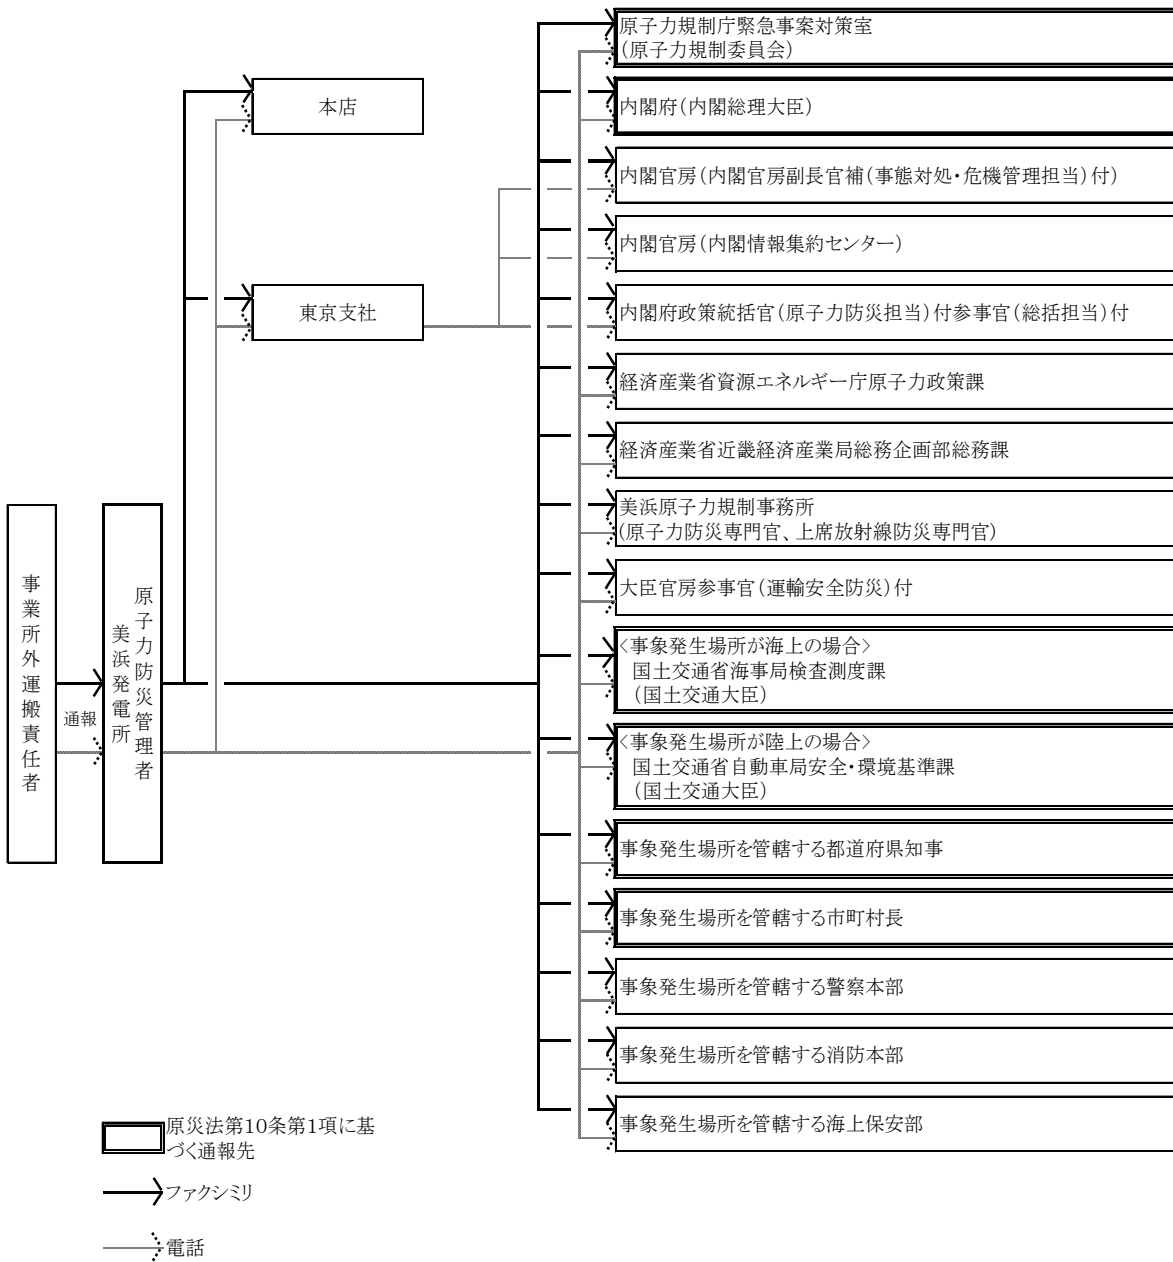 原子力規制庁緊急事案対策室
(原子力規制委員会)
本店
内閣府(内閣総理大臣)
内閣官房(内閣官房副長官補(事態対処・危機管理担当)付)
内閣官房(内閣情報集約センター)
東京支社
内閣府政策統括官(原子力防災担当)付参事官(総括担当)付
経済産業省資源エネルギー庁原子力政策課
経済産業省近畿経済産業局総務企画部総務課
美浜原子力規制事務所
(原子力防災専門官、上席放射線防災専門官)
大臣官房参事官(運輸安全防災)付
事業所外運搬責任者
通報
原子力防災管理者
美浜発電所
<事象発生場所が海上の場合>
国土交通省海事局検査測度課
(国土交通大臣)
<事象発生場所が陸上の場合>
国土交通省自動車局安全・環境基準課
(国土交通大臣)
事象発生場所を管轄する都道府県知事
事象発生場所を管轄する市町村長
事象発生場所を管轄する警察本部
事象発生場所を管轄する消防本部
事象発生場所を管轄する海上保安部
原災法第10条第1項に基
づく通報先
ファクシミリ
電話